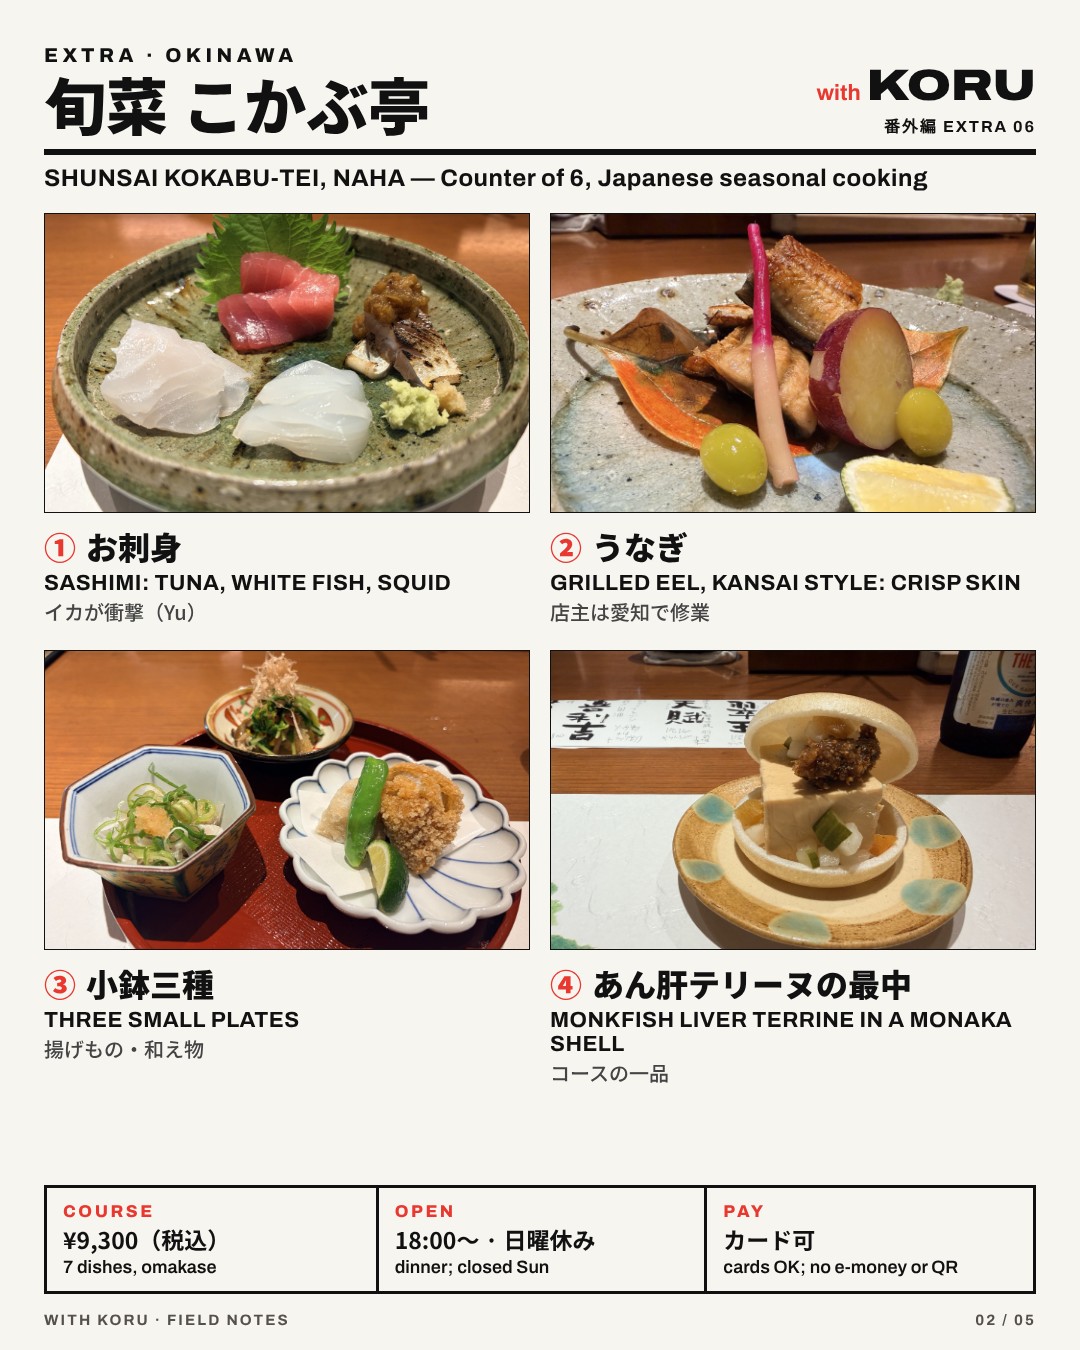 EXTRA · OKINAWA
旬菜 こかぶ亭
with KORU
番外編 EXTRA 06
SHUNSAI KOKABU-TEI, NAHA — Counter of 6, Japanese seasonal cooking
① お刺身
SASHIMI: TUNA, WHITE FISH, SQUID
イカが衝撃（Yu）
② うなぎ
GRILLED EEL, KANSAI STYLE: CRISP SKIN
店主は愛知で修業
THE
③ 小鉢三種
THREE SMALL PLATES
揚げもの・和え物
④ あん肝テリーヌの最中
MONKFISH LIVER TERRINE IN A MONAKA
SHELL
コースの一品
COURSE
¥9,300（税込）
7 dishes, omakase
OPEN
18:00〜 · 日曜休み
dinner; closed Sun
PAY
カード可
cards OK; no e-money or QR
WITH KORU · FIELD NOTES
02 / 05